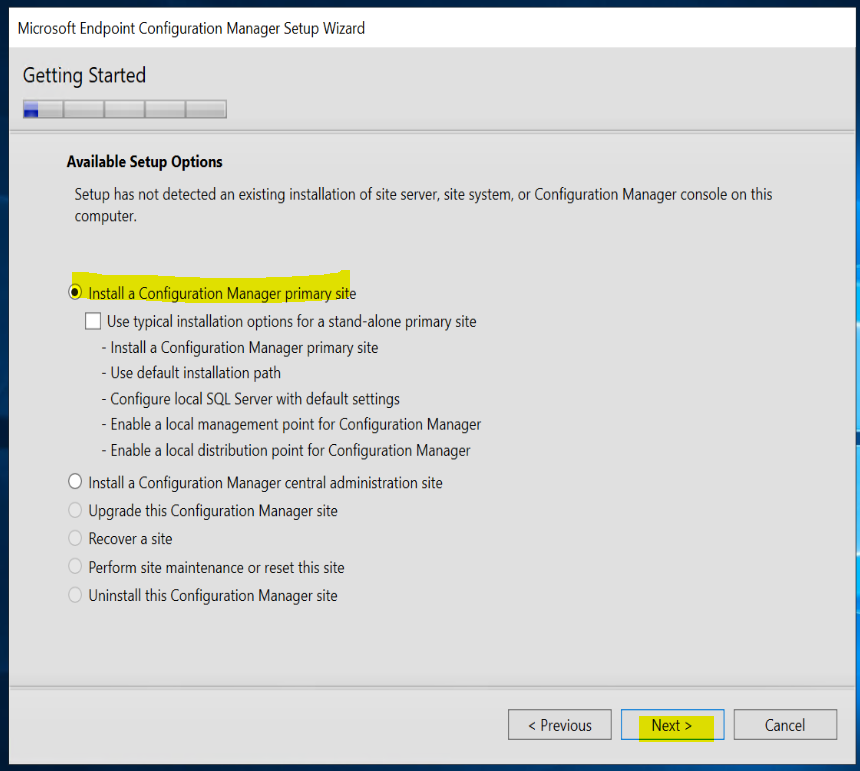 Microsoft Endpoint Configuration Manager Setup Wizard
Getting Started
Available Setup Options
Setup has not detected an existing installation of site server, site system, or Configuration Manager console on this
computer.
Install a Configuration Manager primary site
Use typical installation options for a stand-alone primary site
- Install a Configuration Manager primary site
- Use default installation path
- Configure local SQL Server with default settings
- Enable a local management point for Configuration Manager
- Enable a local distribution point for Configuration Manager
Install a Configuration Manager central administration site
Upgrade this Configuration Manager site
Recover a site
Perform site maintenance or reset this site
Uninstall this Configuration Manager site
< Previous Next > Cancel